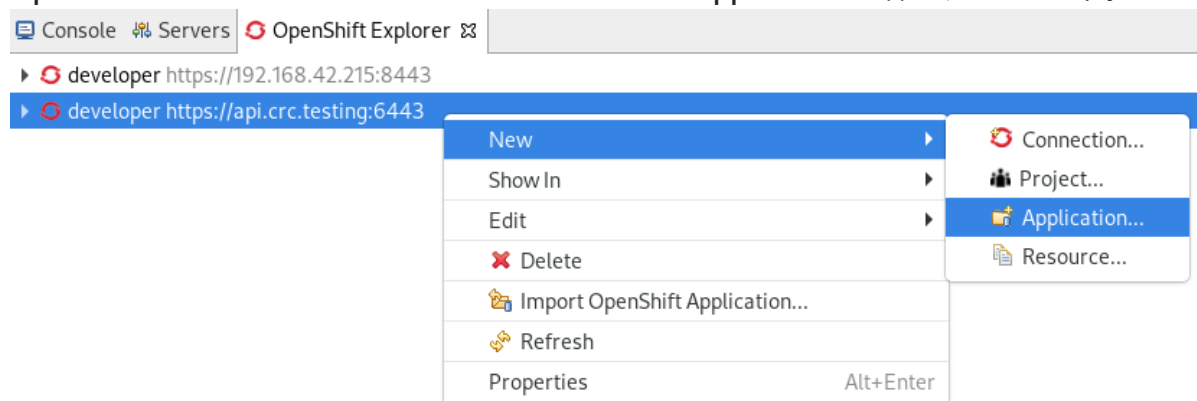 Console Servers OpenShift Explorer
developer https://192.168.42.215:8443
developer https://api.crc.testing:6443
New
Show In
Edit
Delete
Import OpenShift Application...
Refresh
Properties Alt+Enter
Connection...
Project...
Application...
Resource...